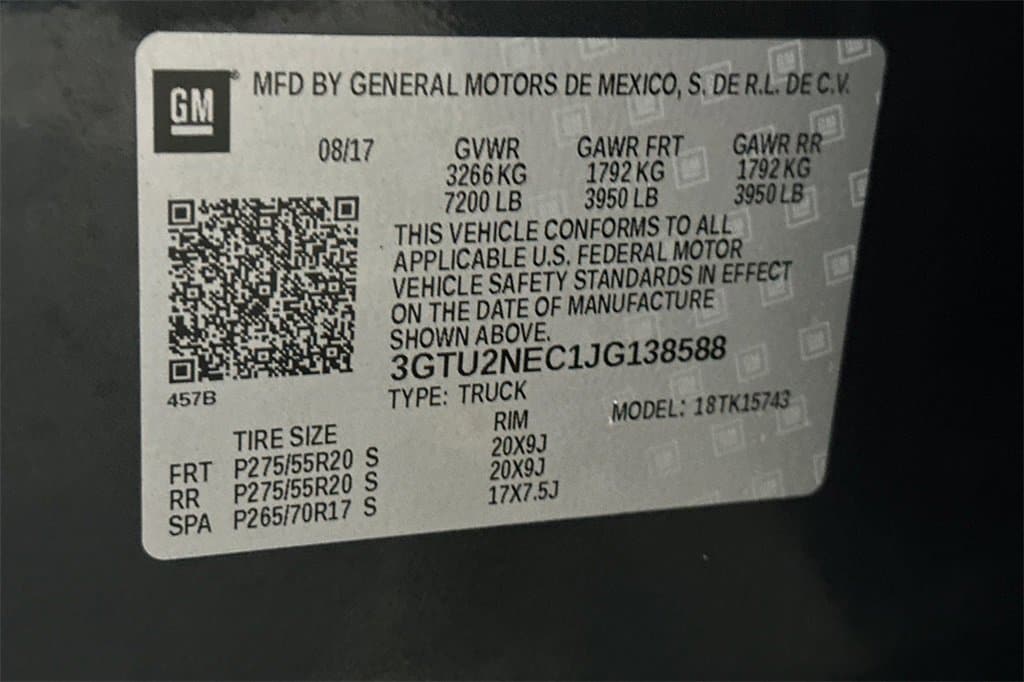 GM® MFD BY GENERAL MOTORS DE MEXICO, S. DE R.L. DE C.V.
08/17 GVWR GAWR FRT GAWR RR
3266 KG 1792 KG 1792 KG
7200 LB 3950 LB 3950 LB
THIS VEHICLE CONFORMS TO ALL
APPLICABLE U.S. FEDERAL MOTOR
VEHICLE SAFETY STANDARDS IN EFFECT
ON THE DATE OF MANUFACTURE
SHOWN ABOVE.
3GTU2NEC1JG138588
457B
TYPE: TRUCK MODEL: 18TK15743
TIRE SIZE RIM
FRT P275/55R20 S 20X9J
RR P275/55R20 S 20X9J
SPA P265/70R17 S 17X7.5J